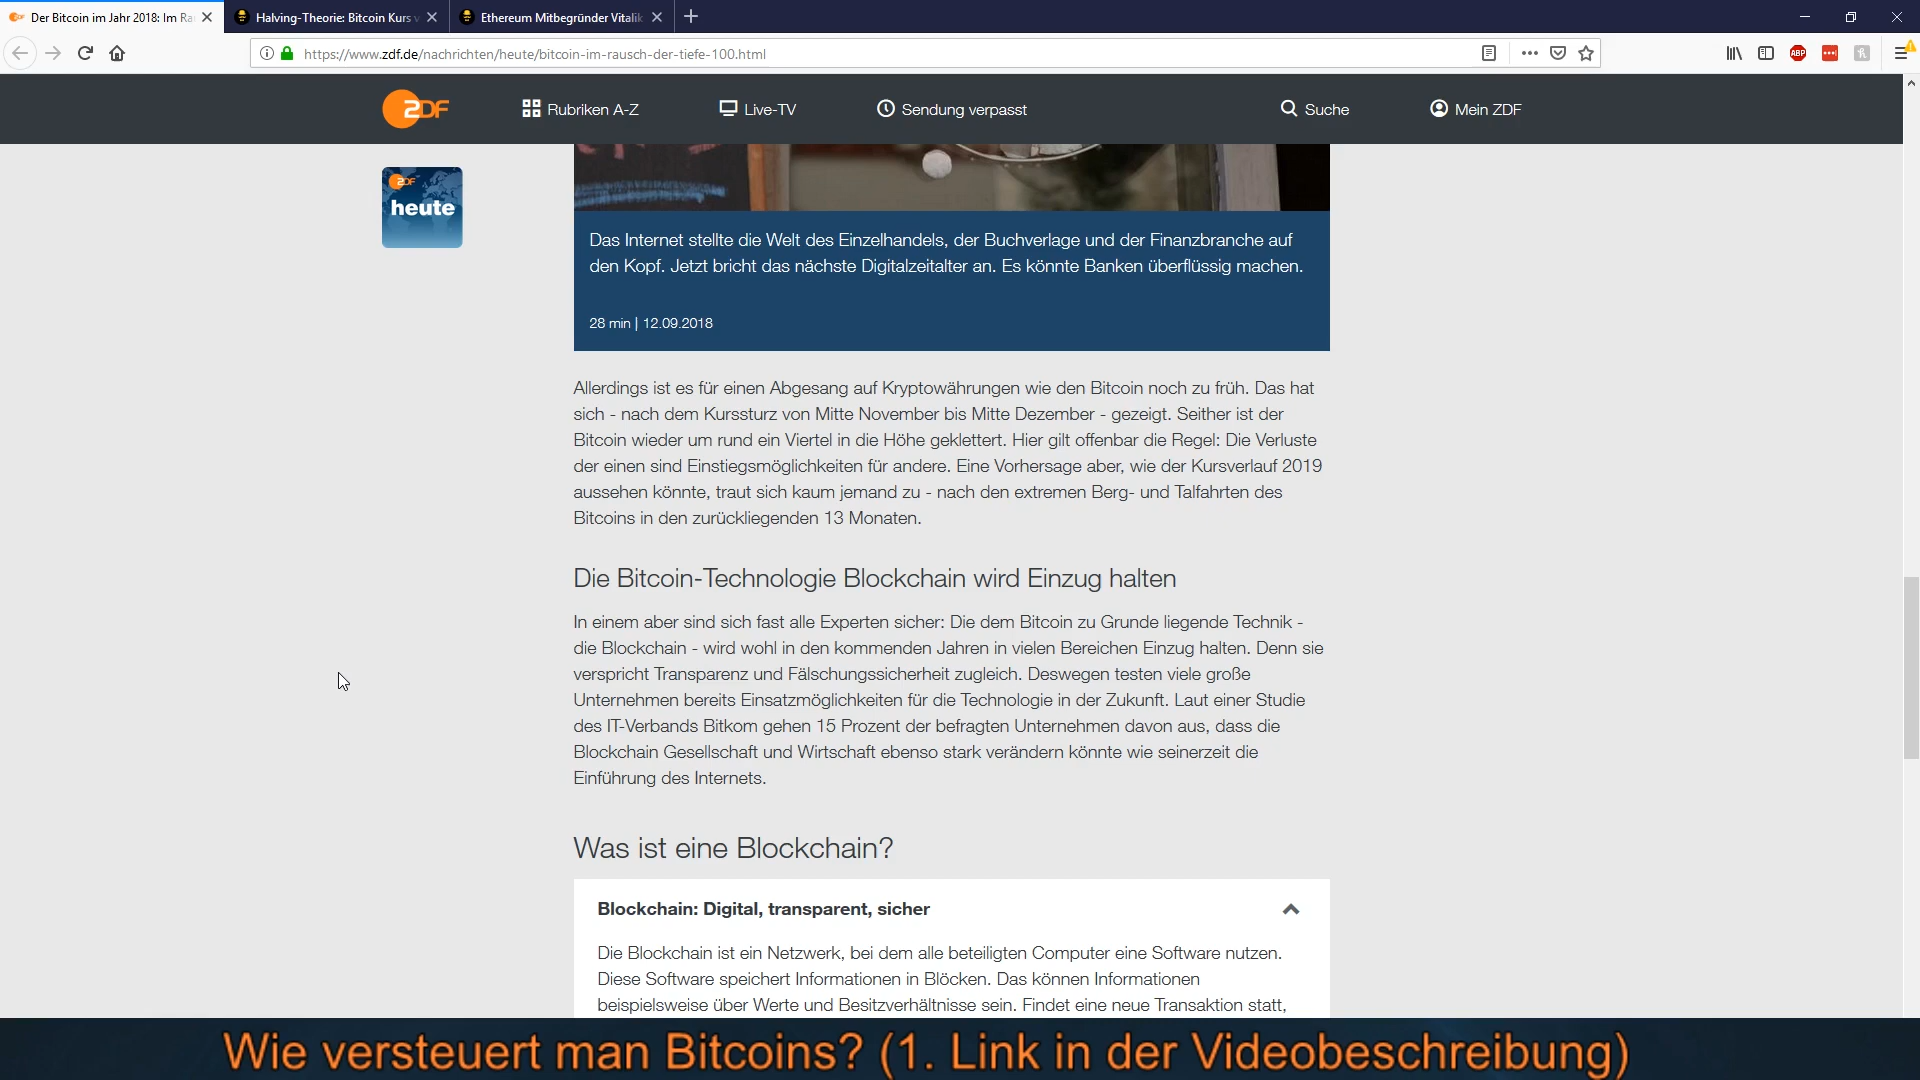 Der Bitcoin im Jahr 2018: Im Ra
Halving-Theorie: Bitcoin Kurs v
Ethereum Mitbegründer Vitalik
https://www.zdf.de/nachrichten/heute/bitcoin-im-rausch-der-tiefe-100.html
ABP
ZDF
Rubriken A-Z
Live-TV
Sendung verpasst
Suche
Mein ZDF
ZDF
heute
Das Internet stellte die Welt des Einzelhandels, der Buchverlage und der Finanzbranche auf
den Kopf. Jetzt bricht das nächste Digitalzeitalter an. Es könnte Banken überflüssig machen.
28 min | 12.09.2018
Allerdings ist es für einen Abgesang auf Kryptowährungen wie den Bitcoin noch zu früh. Das hat
sich - nach dem Kurssturz von Mitte November bis Mitte Dezember - gezeigt. Seither ist der
Bitcoin wieder um rund ein Viertel in die Höhe geklettert. Hier gilt offenbar die Regel: Die Verluste
der einen sind Einstiegsmöglichkeiten für andere. Eine Vorhersage aber, wie der Kursverlauf 2019
aussehen könnte, traut sich kaum jemand zu - nach den extremen Berg- und Talfahrten des
Bitcoins in den zurückliegenden 13 Monaten.
Die Bitcoin-Technologie Blockchain wird Einzug halten
In einem aber sind sich fast alle Experten sicher: Die dem Bitcoin zu Grunde liegende Technik -
die Blockchain - wird wohl in den kommenden Jahren in vielen Bereichen Einzug halten. Denn sie
verspricht Transparenz und Fälschungssicherheit zugleich. Deswegen testen viele große
Unternehmen bereits Einsatzmöglichkeiten für die Technologie in der Zukunft. Laut einer Studie
des IT-Verbands Bitkom gehen 15 Prozent der befragten Unternehmen davon aus, dass die
Blockchain Gesellschaft und Wirtschaft ebenso stark verändern könnte wie seinerzeit die
Einführung des Internets.
Was ist eine Blockchain?
Blockchain: Digital, transparent, sicher
Die Blockchain ist ein Netzwerk, bei dem alle beteiligten Computer eine Software nutzen.
Diese Software speichert Informationen in Blöcken. Das können Informationen
beispielsweise über Werte und Besitzverhältnisse sein. Findet eine neue Transaktion statt,
Wie versteuert man Bitcoins? (1. Link in der Videobeschreibung)